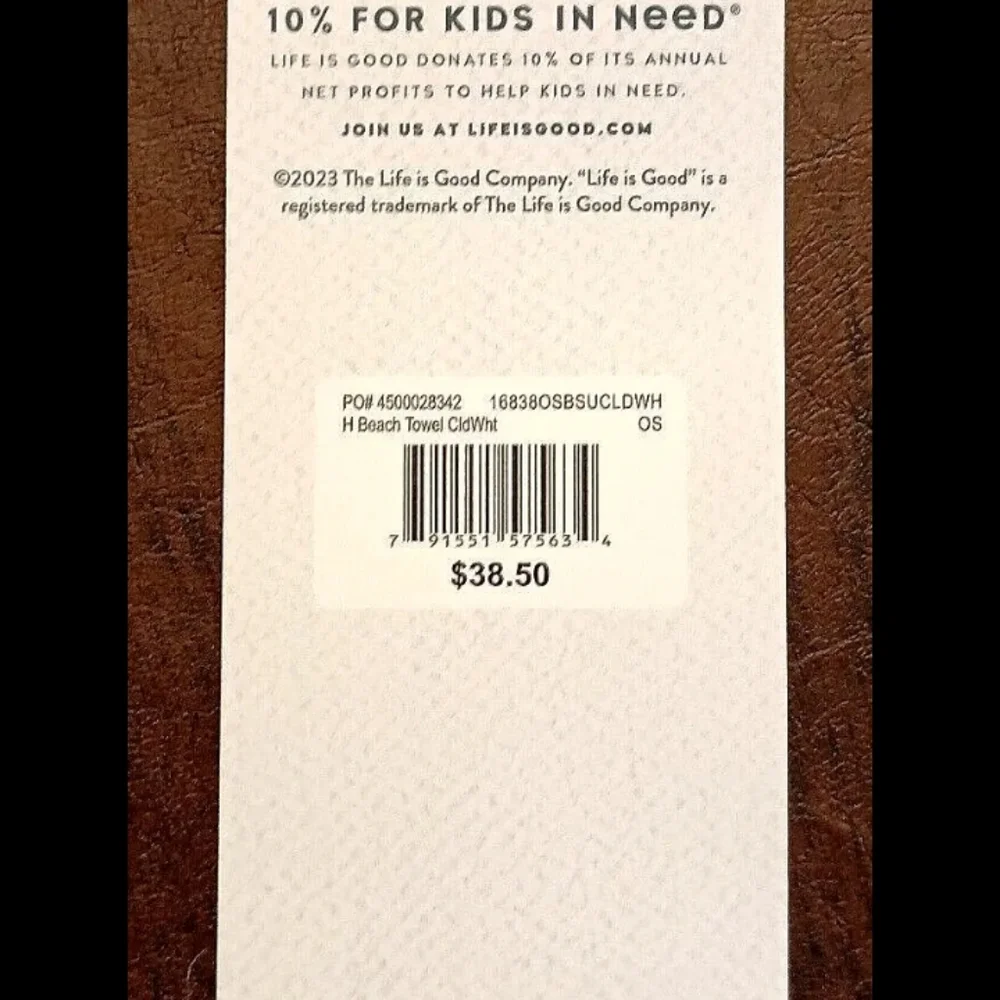 10% FOR KIDS IN NeeD®
LIFE IS GOOD DONATES 10% OF ITS ANNUAL
NET PROFITS TO HELP KIDS IN NEED.
JOIN US AT LIFEISGOOD.COM
©2023 The Life is Good Company. “Life is Good” is a
registered trademark of The Life is Good Company.
PO# 4500028342 16838OSBSUCLDWH
H Beach Towel CldWht OS
7 91551 57563 4
$38.50